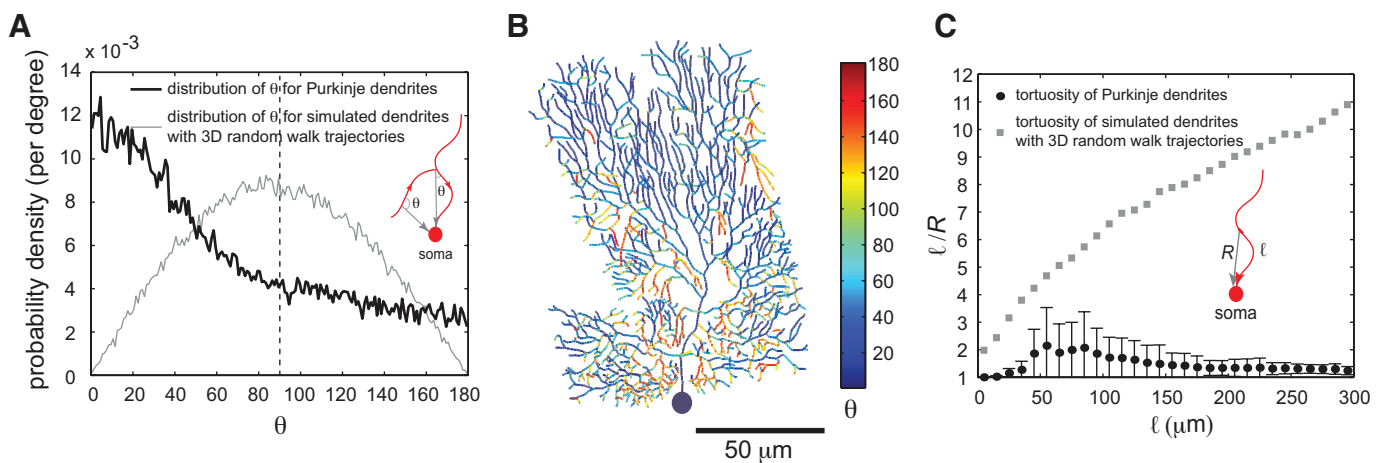 A
x 10⁻³
probability density (per degree)
14
12
10
8
6
4
2
0
distribution of θ for Purkinje dendrites
distribution of θ for simulated dendrites
with 3D random walk trajectories
θ
θ
soma
0 20 40 60 80 100 120 140 160 180
θ
B
180
160
140
120
100
80
60
40
20
θ
50 μm
C
ℓ/R
12
11
10
9
8
7
6
5
4
3
2
1
tortuosity of Purkinje dendrites
tortuosity of simulated dendrites
with 3D random walk trajectories
R ℓ
soma
0 50 100 150 200 250 300
ℓ (μm)